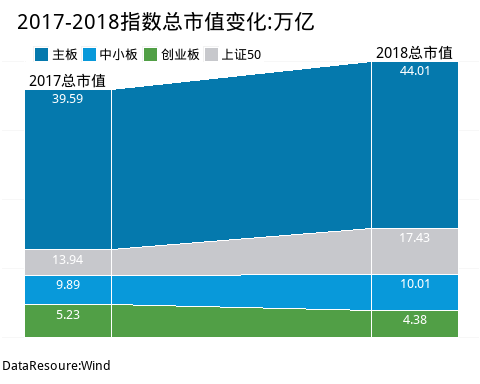 2017-2018指数总市值变化:万亿
主板 中小板 创业板 上证50
2017总市值
2018总市值
39.59
44.01
13.94
17.43
9.89
10.01
5.23
4.38
DataResoure:Wind